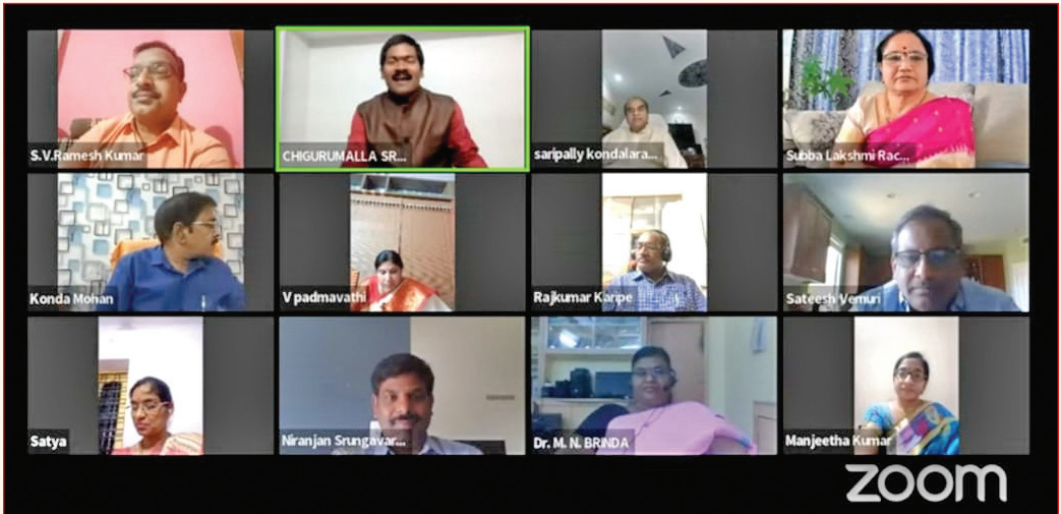 S.V.Ramesh Kumar
CHIGURUMALLA SR...
saripally kondalara...
Subba Lakshmi Rac...
Konda Mohan
V padmavathi
Rajkumar Karipe
Sateesh Vemuri
Satya
Niranjan Srungavar...
Dr. M. N. BRINDA
Manjeetha Kumar
zoom